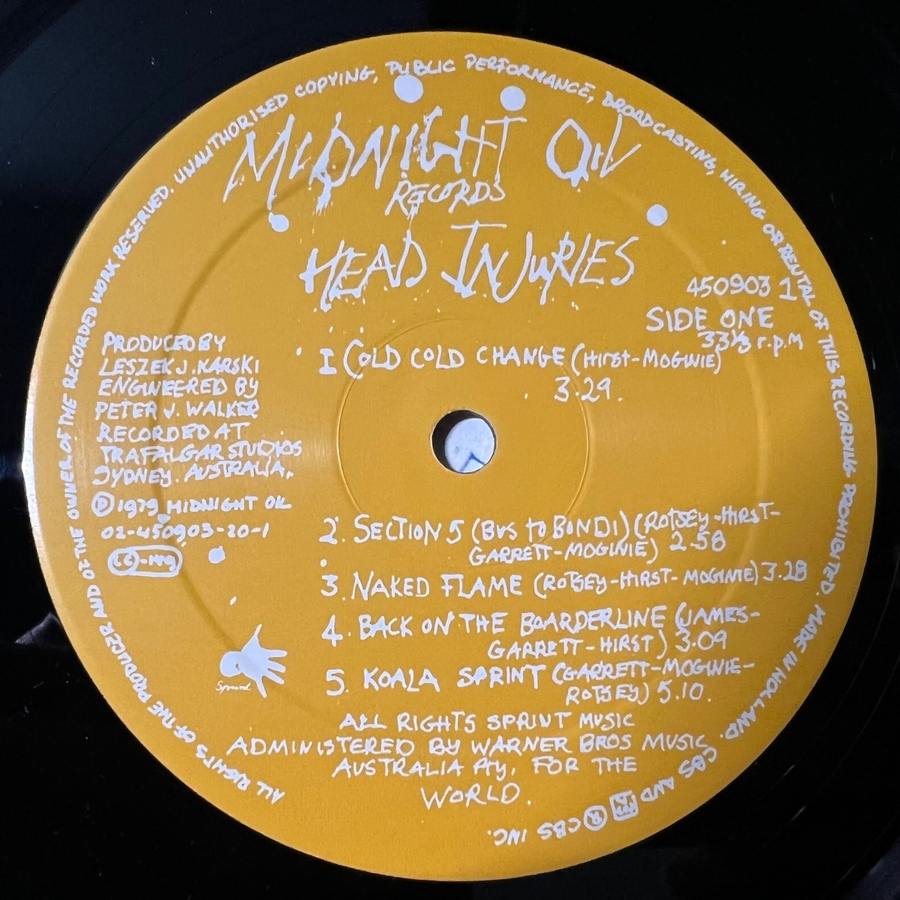 ALL RIGHTS OF THE PRODUCER AND OZ THE OWNER OF THE RECORDED WORK RESERVED. UNAUTHORISED COPYING, PUBLIC PERFORMANCE, BROADCASTING, HIRING OR RENTAL OF THIS RECORDING PROHIBITED. MADE IN HOLLAND. CBS AND ® CBS INC.
MIDNIGHT OIL
RECORDS
HEAD INJURIES
450903 1
SIDE ONE
33⅓ r.p.m
PRODUCED BY
LESZEK J. KARSKI
ENGINEERED BY
PETER V. WALKER
RECORDED AT
TRAFALGAR STUDIOS
SYDNEY. AUSTRALIA,
Ⓟ 1979 MIDNIGHT OIL
02-450903-20-1
1 COLD COLD CHANGE (HIRST-MOGINIE)
3.29.
2. SECTION 5 (BUS TO BONDI) (ROTSEY-HIRST-
GARRETT-MOGINIE) 2.58
3. NAKED FLAME (ROTSEY-HIRST-MOGINIE) 3.28
4. BACK ON THE BOARDERLINE (JAMES-
GARRETT-HIRST) 3.09
5. KOALA SPRINT (GARRETT-MOGINIE-
ROTSEY) 5.10.
Sprint
ALL RIGHTS SPRINT MUSIC
ADMINISTERED BY WARNER BROS MUSIC
AUSTRALIA Pty, FOR THE
WORLD.